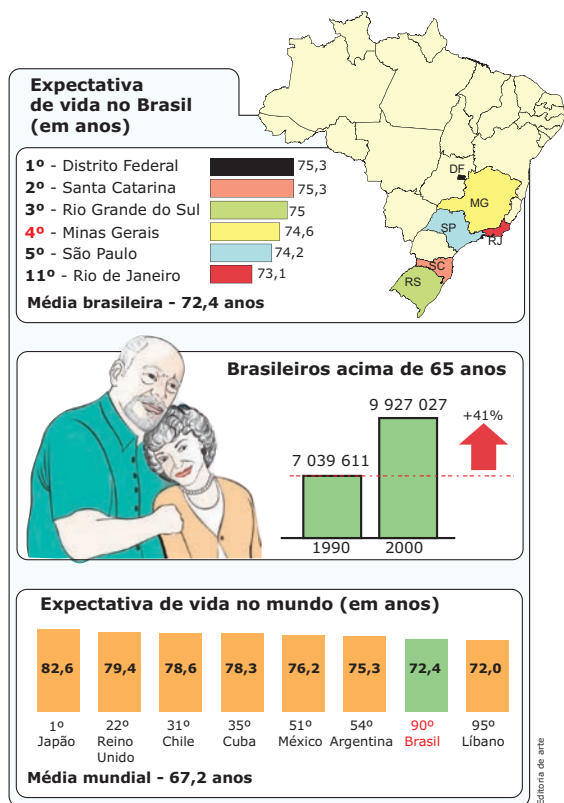 Expectativa
de vida no Brasil
(em anos)
1º - Distrito Federal 75,3
2º - Santa Catarina 75,3
3º - Rio Grande do Sul 75
4º - Minas Gerais 74,6
5º - São Paulo 74,2
11º - Rio de Janeiro 73,1
Média brasileira - 72,4 anos
DF
MG
SP
RJ
SC
RS
Brasileiros acima de 65 anos
9 927 027
+41%
7 039 611
1990 2000
Expectativa de vida no mundo (em anos)
82,6 79,4 78,6 78,3 76,2 75,3 72,4 72,0
1º 22º 31º 35º 51º 54º 90º 95º
Japão Reino Chile Cuba México Argentina Brasil Líbano
Unido
Média mundial - 67,2 anos
Editoria de arte